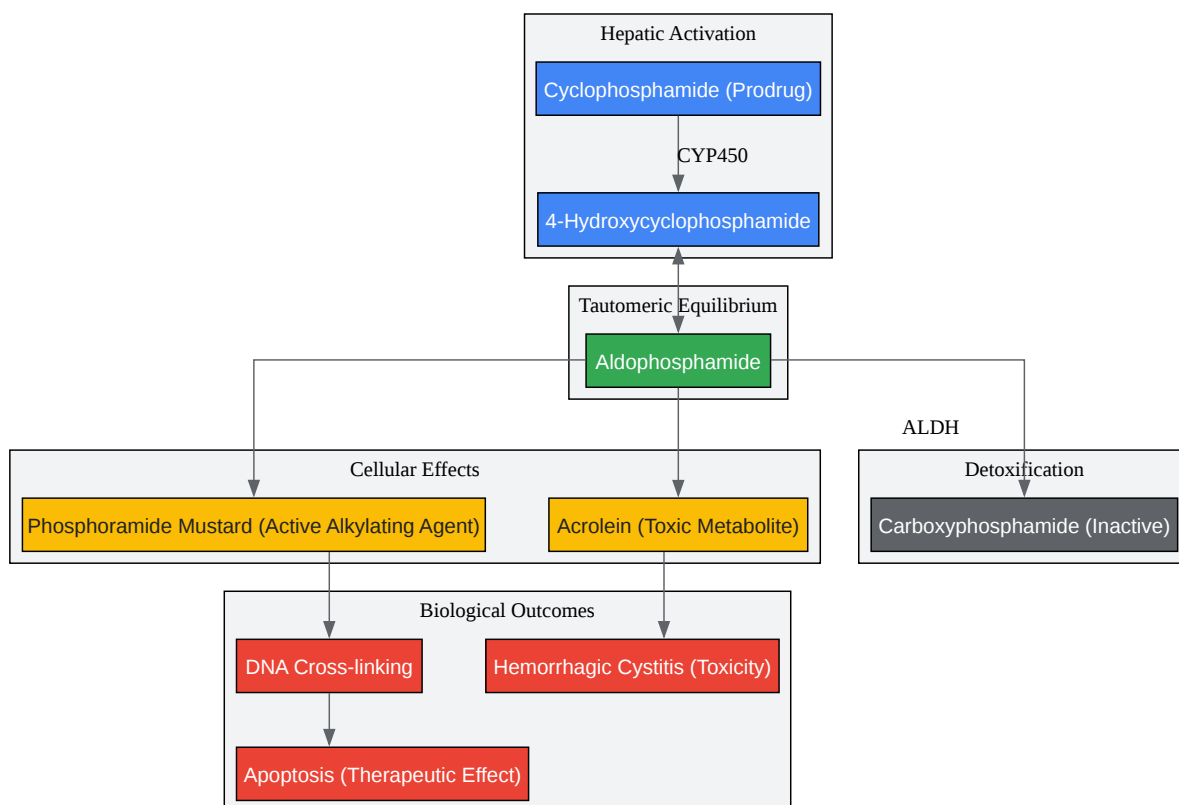 Hepatic Activation
Cyclophosphamide (Prodrug)
CYP450
4-Hydroxycyclophosphamide
Tautomeric Equilibrium
Aldophosphamide
ALDH
Cellular Effects
Phosphoramide Mustard (Active Alkylating Agent)
Acrolein (Toxic Metabolite)
Detoxification
Carboxyphosphamide (Inactive)
Biological Outcomes
DNA Cross-linking
Hemorrhagic Cystitis (Toxicity)
Apoptosis (Therapeutic Effect)